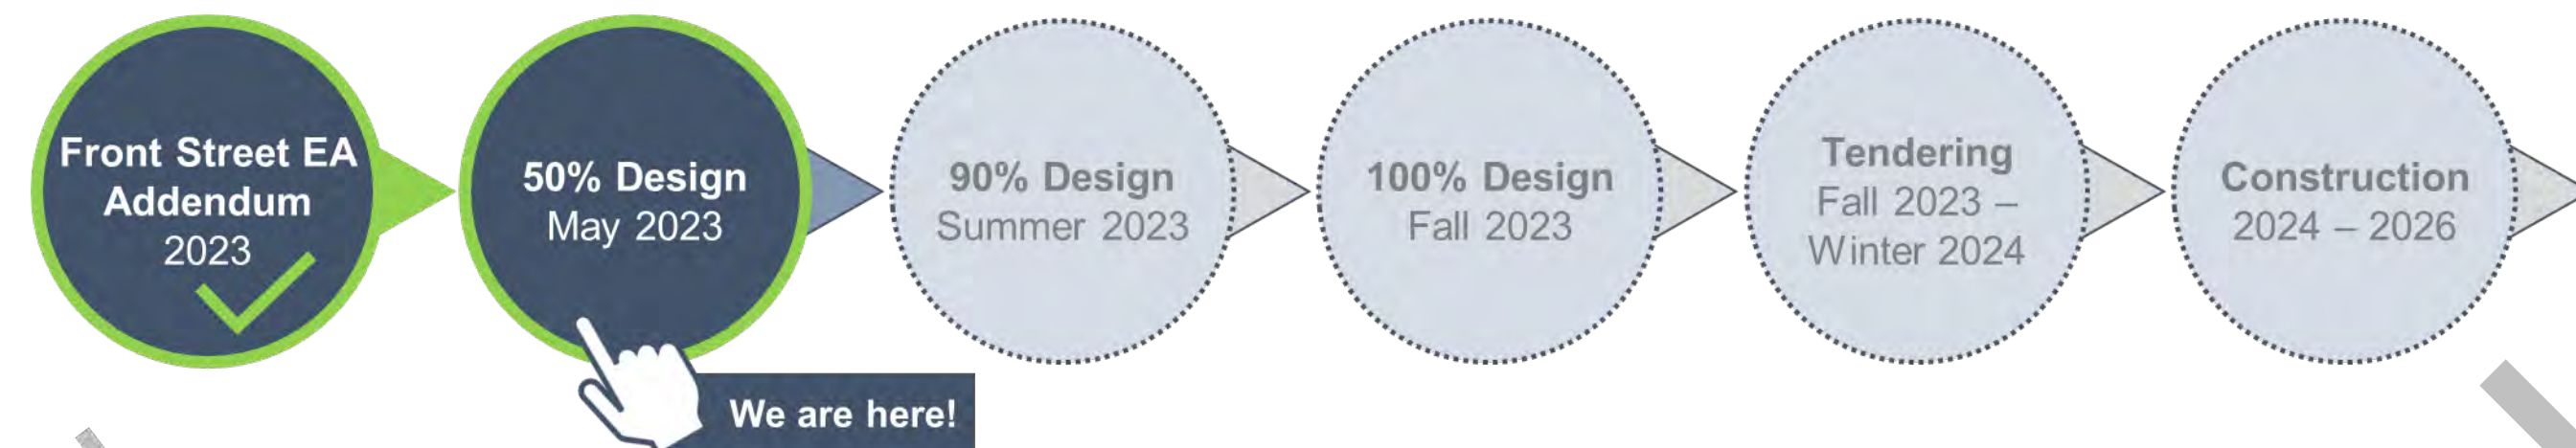 Front Street EA
Addendum
2023
50% Design
May 2023
We are here!
90% Design
Summer 2023
100% Design
Fall 2023
Tendering
Fall 2023 –
Winter 2024
Construction
2024 – 2026